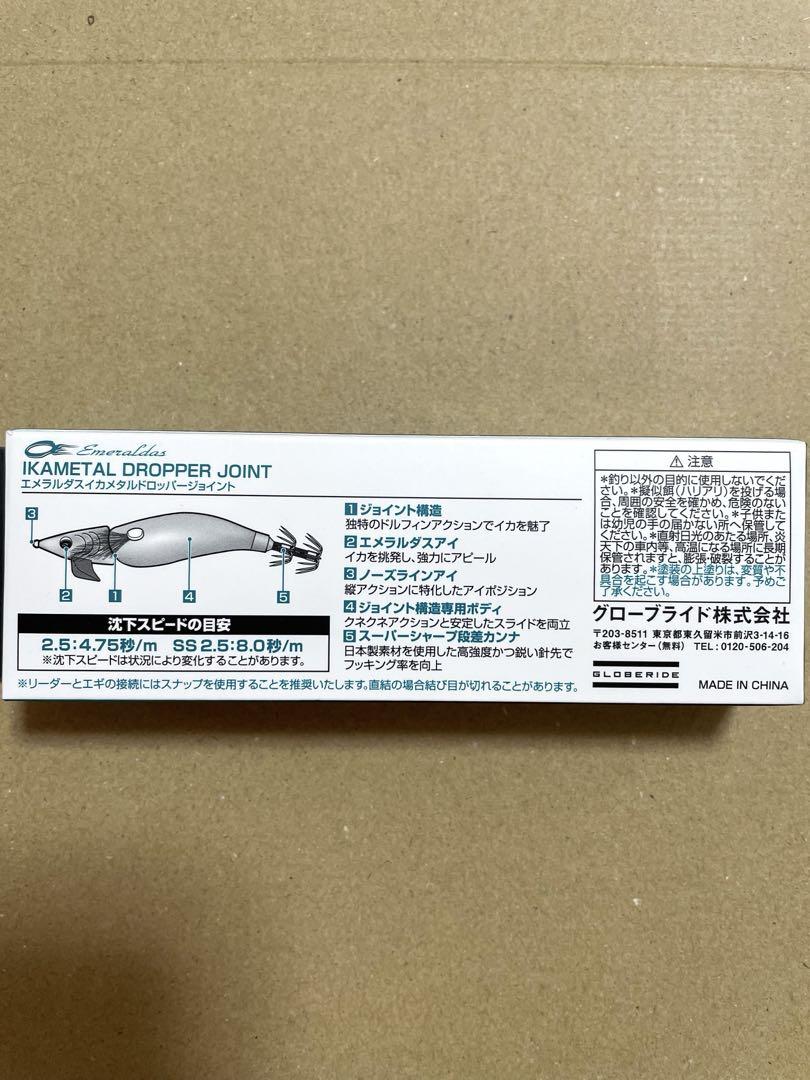 Emeraldas
IKAMETAL DROPPER JOINT
エメラルダスイカメタルドロッパージョイント
3
2
1
4
5
沈下スピードの目安
2.5:4.75秒/m SS 2.5:8.0秒/m
※沈下スピードは状況により変化することがあります。
1 ジョイント構造
独特のドルフィンアクションでイカを魅了
2 エメラルダスアイ
イカを挑発し、強力にアピール
3 ノーズラインアイ
縦アクションに特化したアイポジション
4 ジョイント構造専用ボディ
クネクネアクションと安定したスライドを両立
5 スーパーシャープ段差カンナ
日本製素材を使用した高強度かつ鋭い針先で
フッキング率を向上
※リーダーとエギの接続にはスナップを使用することを推奨いたします。直結の場合結び目が切れることがあります。
⚠ 注意
＊釣り以外の目的に使用しないでくだ
さい。＊擬似餌(ハリアリ)を投げる場
合、周囲の安全を確かめ、危険のない
ことを確認してください。＊子供また
は幼児の手の届かない所へ保管して
ください。＊直射日光のあたる場所、炎
天下の車内等、高温になる場所に長期
保管されますと、膨張・破裂することが
あります。＊塗装の上塗りは、変質や不
具合を起こす場合があります。予めご
了承ください。
グローブライド株式会社
〒203-8511 東京都東久留米市前沢3-14-16
お客様センター(無料) TEL:0120-506-204
GLOBERIDE
MADE IN CHINA